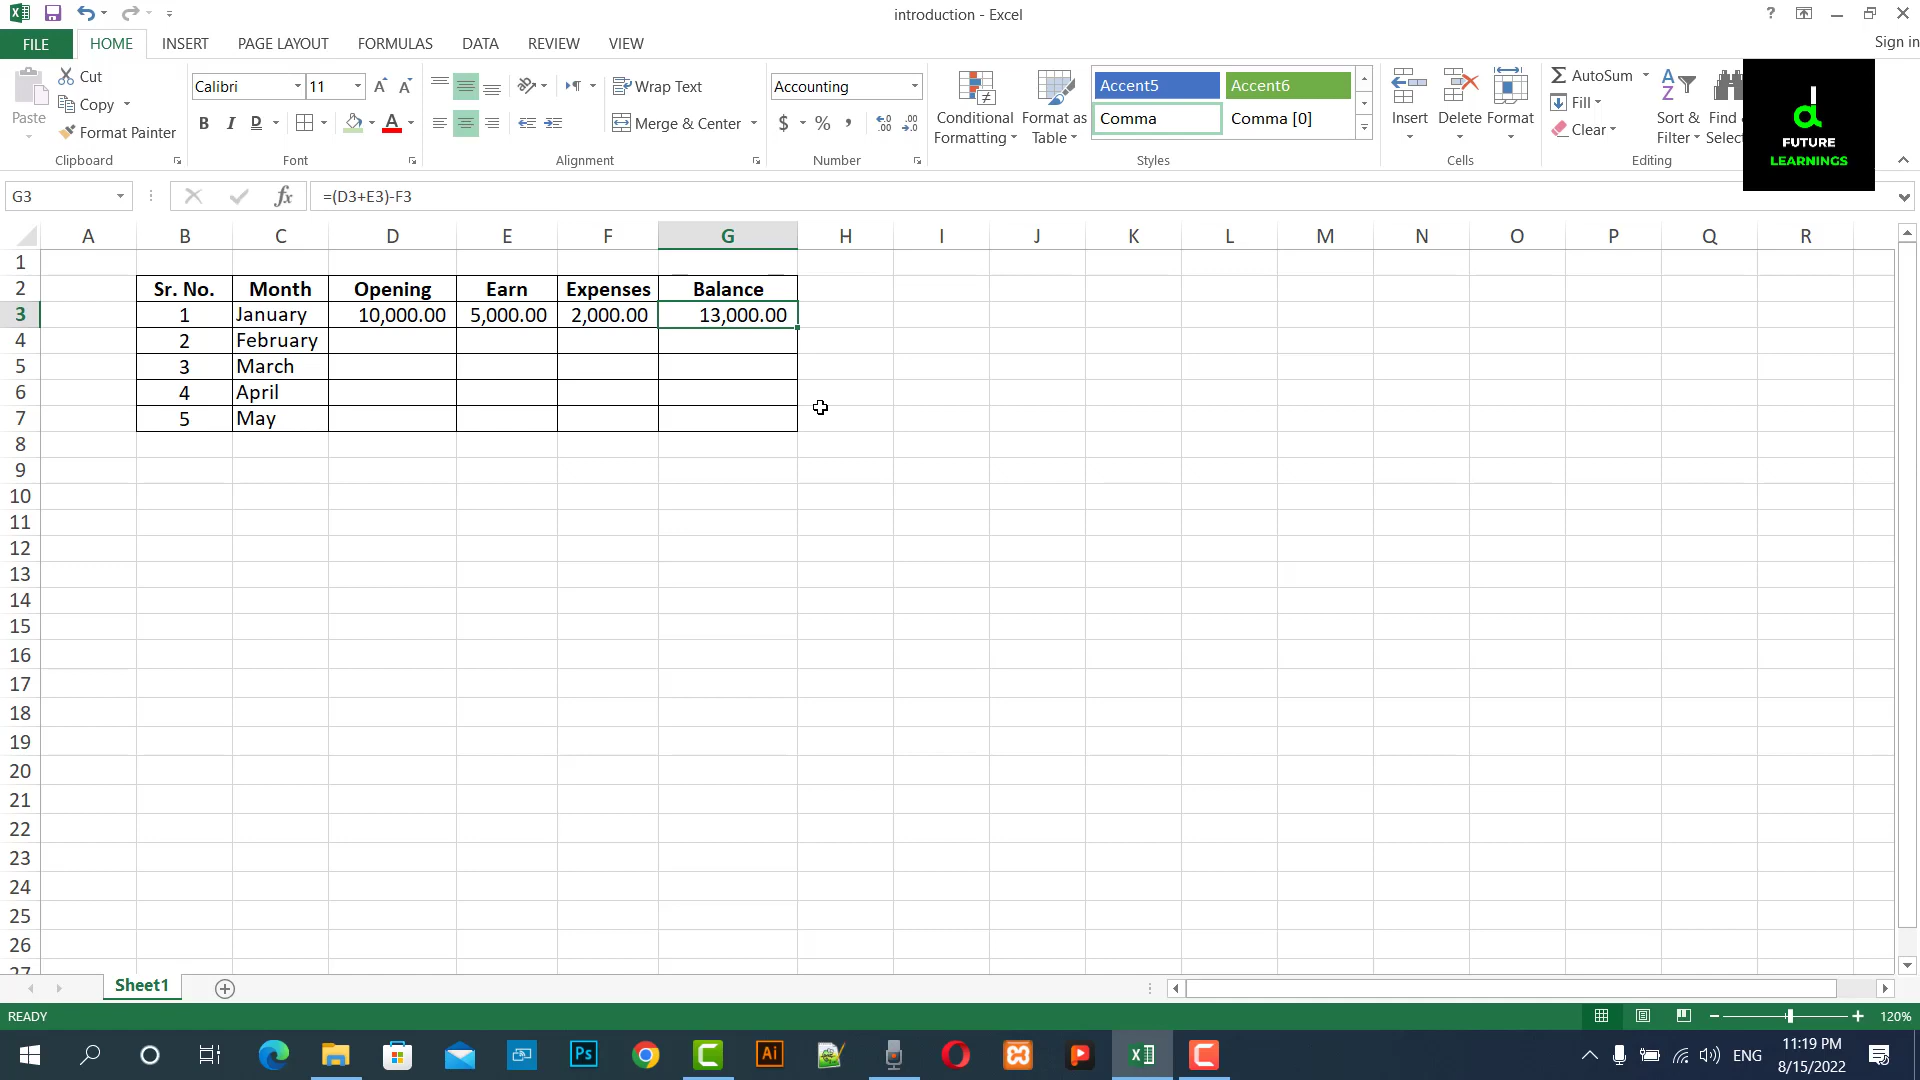 introduction - Excel
Sign in
FILE HOME INSERT PAGE LAYOUT FORMULAS DATA REVIEW VIEW
Paste
Cut
Copy
Format Painter
Clipboard
Calibri 11
B I D
Font
Wrap Text
Merge & Center
Alignment
Accounting
$ % ,
Number
Conditional Formatting
Format as Table
Accent5 Accent6
Comma Comma [0]
Styles
Insert Delete Format
Cells
AutoSum
Fill
Clear
Sort & Filter
Find & Select
Editing
FUTURE
LEARNINGS
G3 fx =(D3+E3)-F3
A B C D E F G H I J K L M N O P Q R
1
2 Sr. No. Month Opening Earn Expenses Balance
3 1 January 10,000.00 5,000.00 2,000.00 13,000.00
4 2 February
5 3 March
6 4 April
7 5 May
8
9
10
11
12
13
14
15
16
17
18
19
20
21
22
23
24
25
26
27
Sheet1
READY 120%
Ps Ai
ENG
11:19 PM
8/15/2022